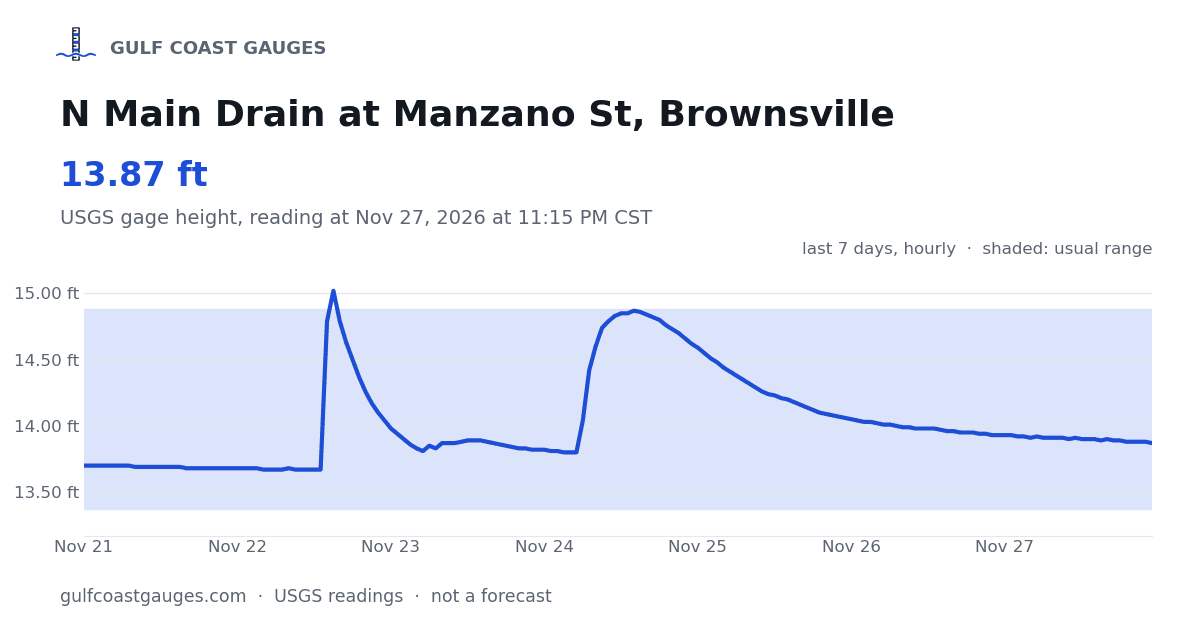 GULF COAST GAUGES
N Main Drain at Manzano St, Brownsville
13.87 ft
USGS gage height, reading at Nov 27, 2026 at 11:15 PM CST
last 7 days, hourly · shaded: usual range
15.00 ft
14.50 ft
14.00 ft
13.50 ft
Nov 21 Nov 22 Nov 23 Nov 24 Nov 25 Nov 26 Nov 27
gulfcoastgauges.com · USGS readings · not a forecast